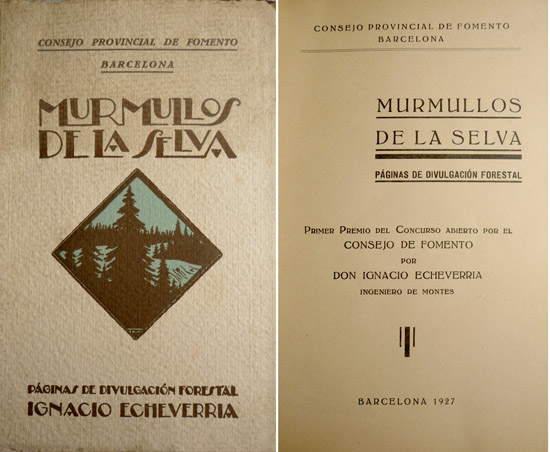 CONSEJO PROVINCIAL DE FOMENTO
BARCELONA
MURMULLOS
DE LA SELVA
PÁGINAS DE DIVULGACIÓN FORESTAL
IGNACIO ECHEVERRIA
CONSEJO PROVINCIAL DE FOMENTO
BARCELONA
MURMULLOS
DE LA SELVA
PÁGINAS DE DIVULGACIÓN FORESTAL
PRIMER PREMIO DEL CONCURSO ABIERTO POR EL
CONSEJO DE FOMENTO
POR
DON IGNACIO ECHEVERRIA
INGENIERO DE MONTES
BARCELONA 1927